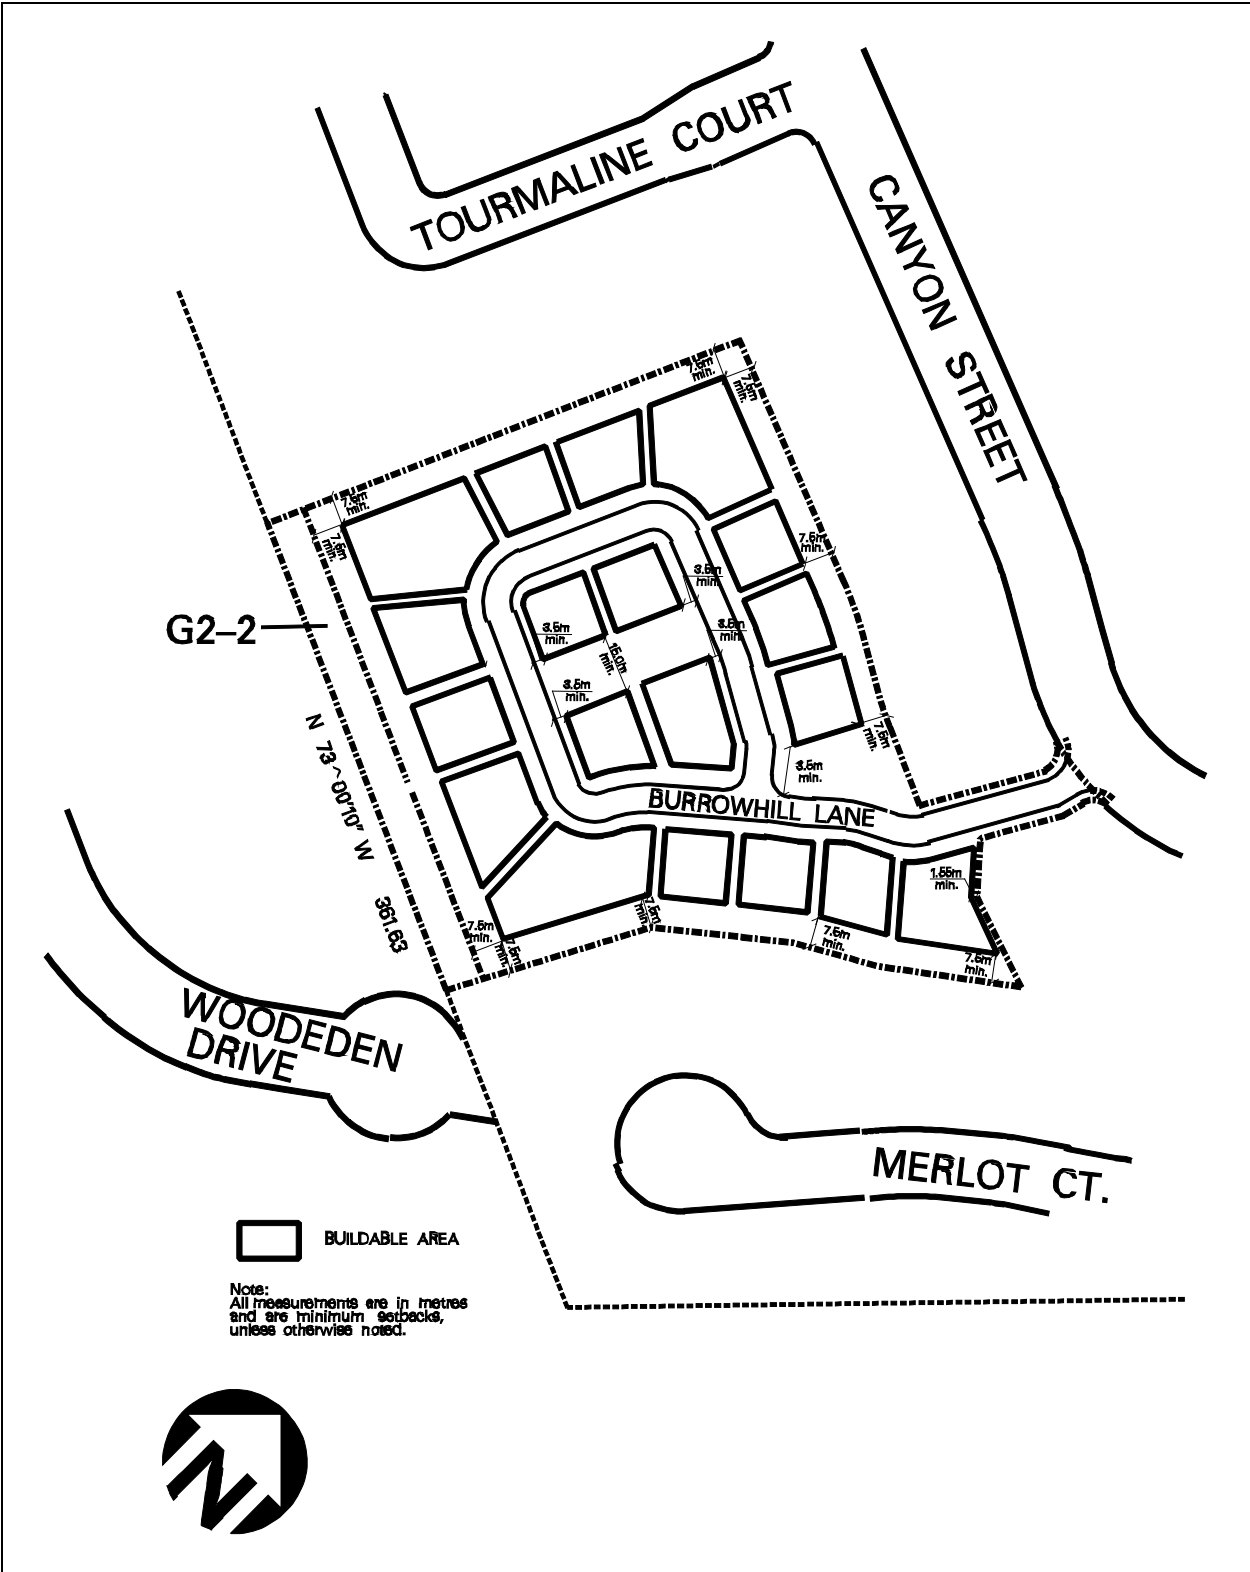 TOURMALINE COURT
CANYON STREET
7.5m
min.
7.5m
min.
7.5m
min.
7.5m
min.
7.5m
min.
3.5m
min.
G2-2
3.5m
min.
3.5m
min.
15.0m
min.
3.5m
min.
7.5m
min.
3.5m
min.
N 73^00'10" W 361.63
BURROWHILL LANE
1.55m
min.
7.5m
min.
7.5m
min.
7.5m
7.5m
min.
7.5m
min.
WOODEDEN
DRIVE
MERLOT CT.
BUILDABLE AREA
Note:
All measurements are in metres
and are minimum setbacks,
unless otherwise noted.
N